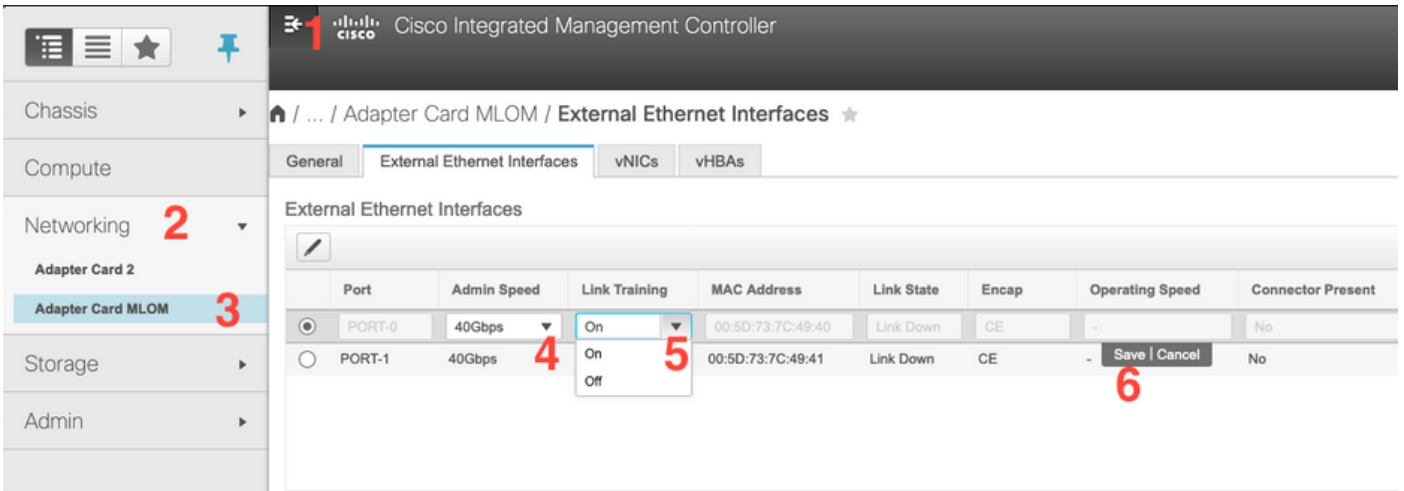 1 cisco Cisco Integrated Management Controller
Chassis
Compute
Networking 2
Adapter Card 2
Adapter Card MLOM 3
Storage
Admin
/ ... / Adapter Card MLOM / External Ethernet Interfaces
General External Ethernet Interfaces vNICs vHBAs
External Ethernet Interfaces
Port Admin Speed Link Training MAC Address Link State Encap Operating Speed Connector Present
PORT-0 40Gbps On 00:5D:73:7C:49:40 Link Down CE - No
4 5
PORT-1 40Gbps 00:5D:73:7C:49:41 Link Down CE - No
On
Off
Save | Cancel
6